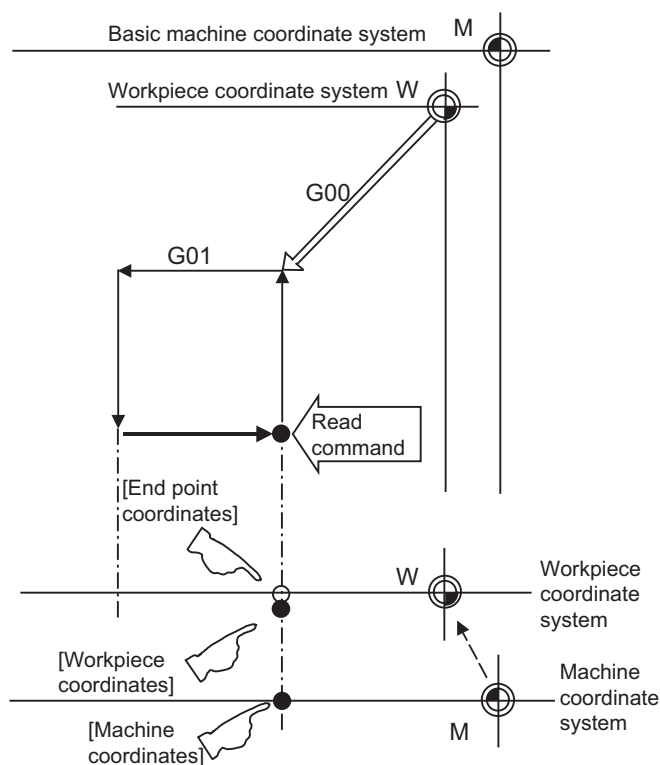 Basic machine coordinate system M
Workpiece coordinate system W
G00
G01
Read
command
[End point
coordinates]
W
Workpiece
coordinate
system
[Workpiece
coordinates]
Machine
coordinate
system
M
[Machine
coordinates]